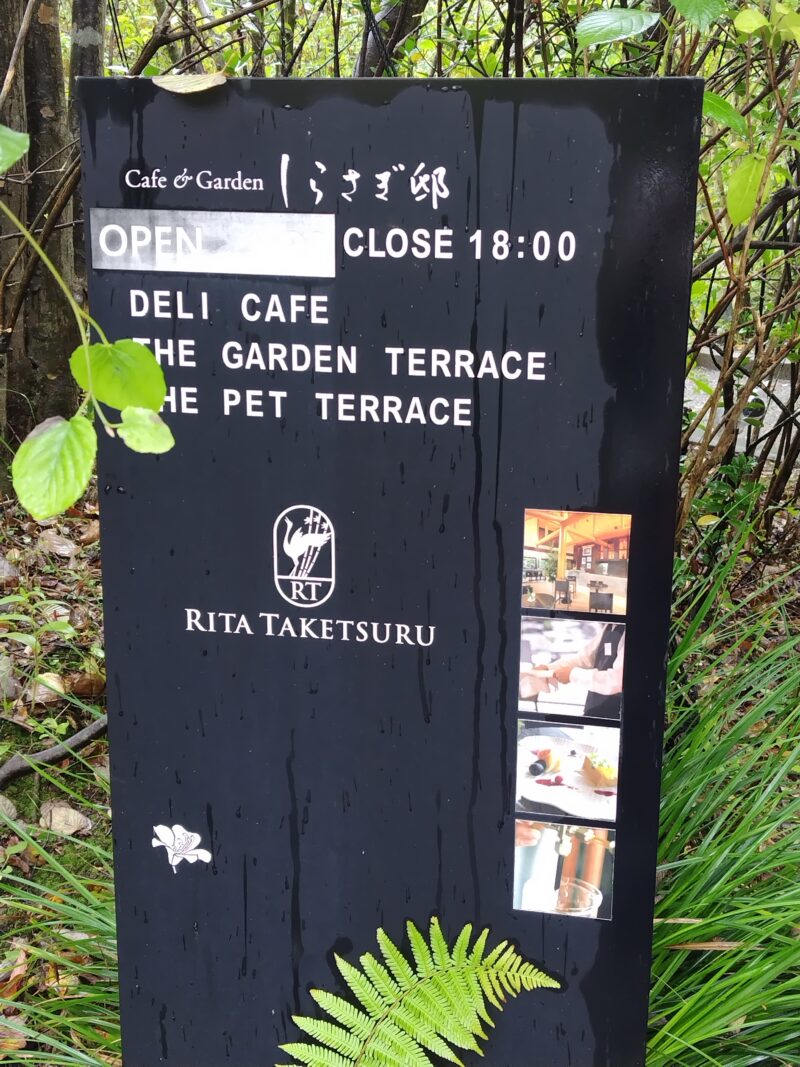 Cafe & Garden しらさぎ邸
OPEN CLOSE 18:00
DELI CAFE
THE GARDEN TERRACE
THE PET TERRACE
RT
RITA TAKETSURU